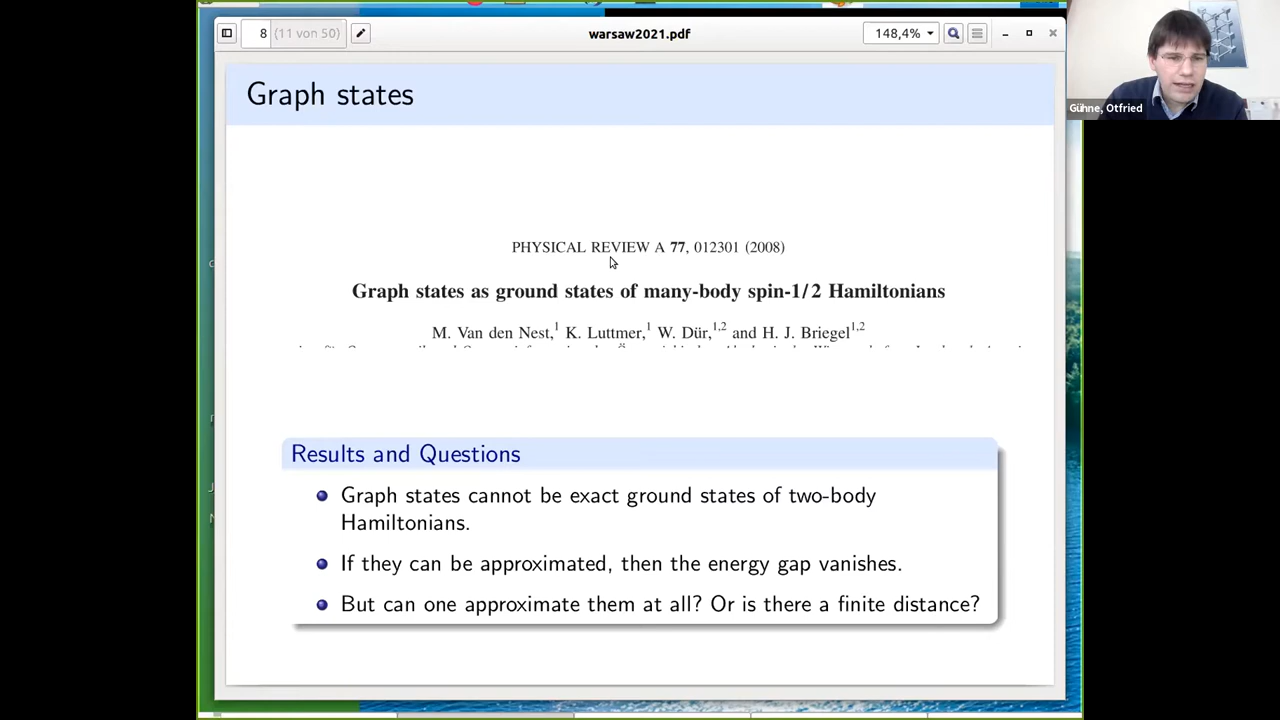 8 (11 von 50)
warsaw2021.pdf
148,4%
Gühne, Otfried
Graph states
PHYSICAL REVIEW A 77, 012301 (2008)
Graph states as ground states of many-body spin-1/2 Hamiltonians
M. Van den Nest,1 K. Luttmer,1 W. Dür,1,2 and H. J. Briegel1,2
Results and Questions
Graph states cannot be exact ground states of two-body
Hamiltonians.
If they can be approximated, then the energy gap vanishes.
But can one approximate them at all? Or is there a finite distance?